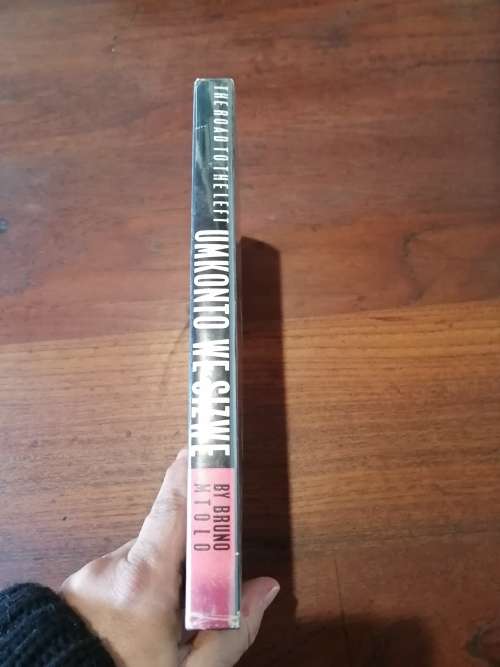 THE ROAD TO THE LEFT
UMKONTO WE SIZWE
BY BRUNO
MTOLO